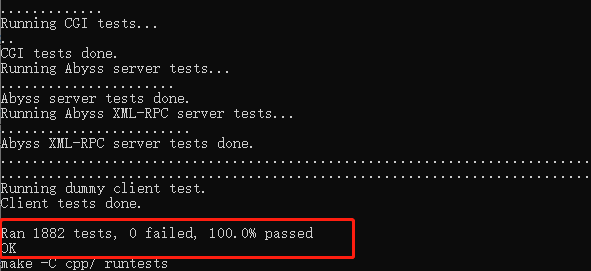 .............
Running CGI tests...
..
CGI tests done.
Running Abyss server tests...
......................
Abyss server tests done.
Running Abyss XML-RPC server tests...
........................
Abyss XML-RPC server tests done.
...........................................................................
...........................................................................
Running dummy client test.
Client tests done.
Ran 1882 tests, 0 failed, 100.0% passed
OK
make -C cpp/ runtests